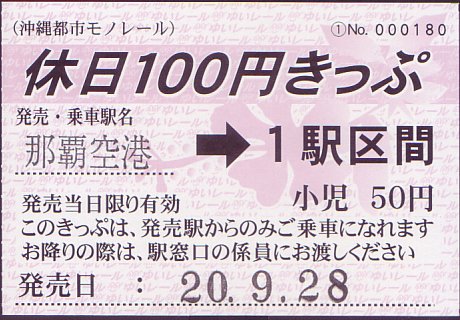 (沖縄都市モノレール) ①No. 000180
休日100円きっぷ
発売・乗車駅名
那覇空港 ➡ 1駅区間
小児 50円
発売当日限り有効
このきっぷは、発売駅からのみご乗車になれます
お降りの際は、駅窓口の係員にお渡しください
発売日 : 20.9.28